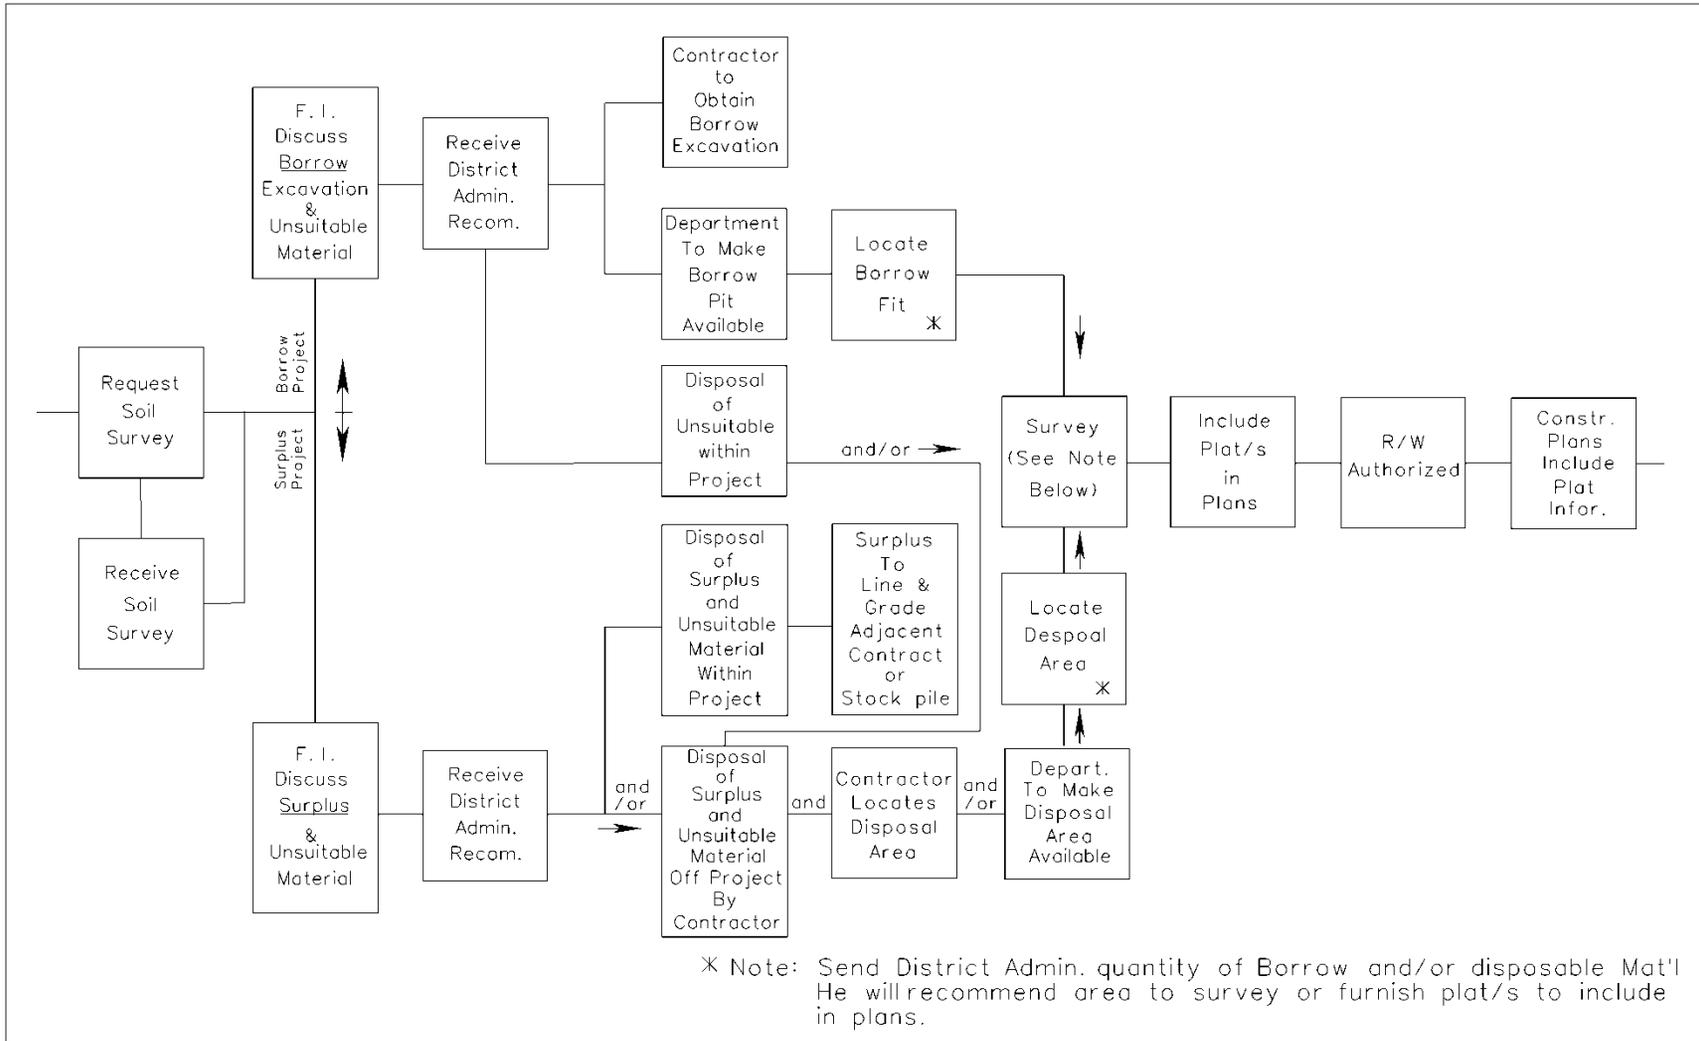 Contractor
to
Obtain
Borrow
Excavation
F. I.
Discuss
Borrow
Excavation
&
Unsuitable
Material
Receive
District
Admin.
Recom.
Department
To Make
Borrow
Pit
Available
Locate
Borrow
Fit
*
Borrow
Project
Surplus
Project
Request
Soil
Survey
Receive
Soil
Survey
Disposal
of
Unsuitable
within
Project
and/or
Survey
(See Note
Below)
Include
Plat/s
in
Plans
R/W
Authorized
Constr.
Plans
Include
Plat
Infor.
Disposal
of
Surplus
and
Unsuitable
Material
Within
Project
Surplus
To
Line &
Grade
Adjacent
Contract
or
Stock pile
Locate
Despoal
Area
*
F. I.
Discuss
Surplus
&
Unsuitable
Material
Receive
District
Admin.
Recom.
and
/or
Disposal
of
Surplus
and
Unsuitable
Material
Off Project
By
Contractor
and
Contractor
Locates
Disposal
Area
and
/or
Depart.
To Make
Disposal
Area
Available
* Note: Send District Admin. quantity of Borrow and/or disposable Mat'l
He will recommend area to survey or furnish plat/s to include
in plans.